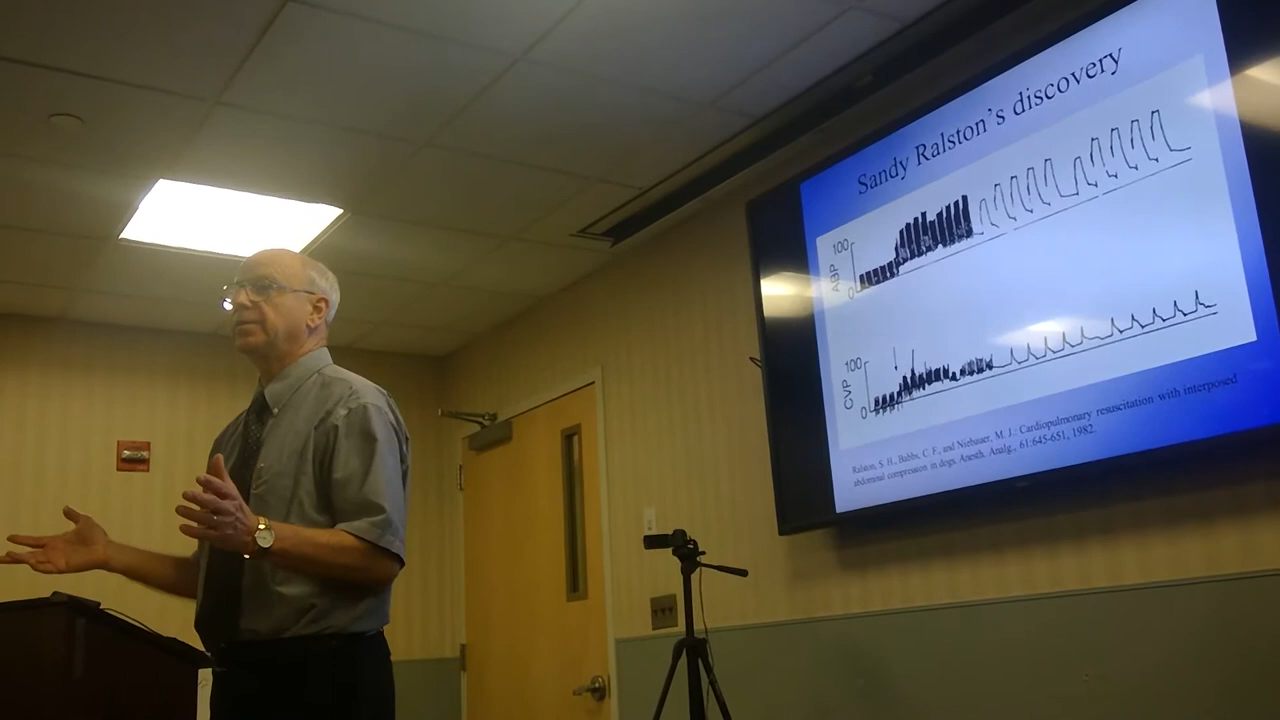 Sandy Ralston's discovery
100
ABP
0
100
CVP
0
Ralston, S. H., Babbs, C. F., and Niebauer, M. J.: Cardiopulmonary resuscitation with interposed
abdominal compression in dogs. Anesth. Analg., 61:645-651, 1982.